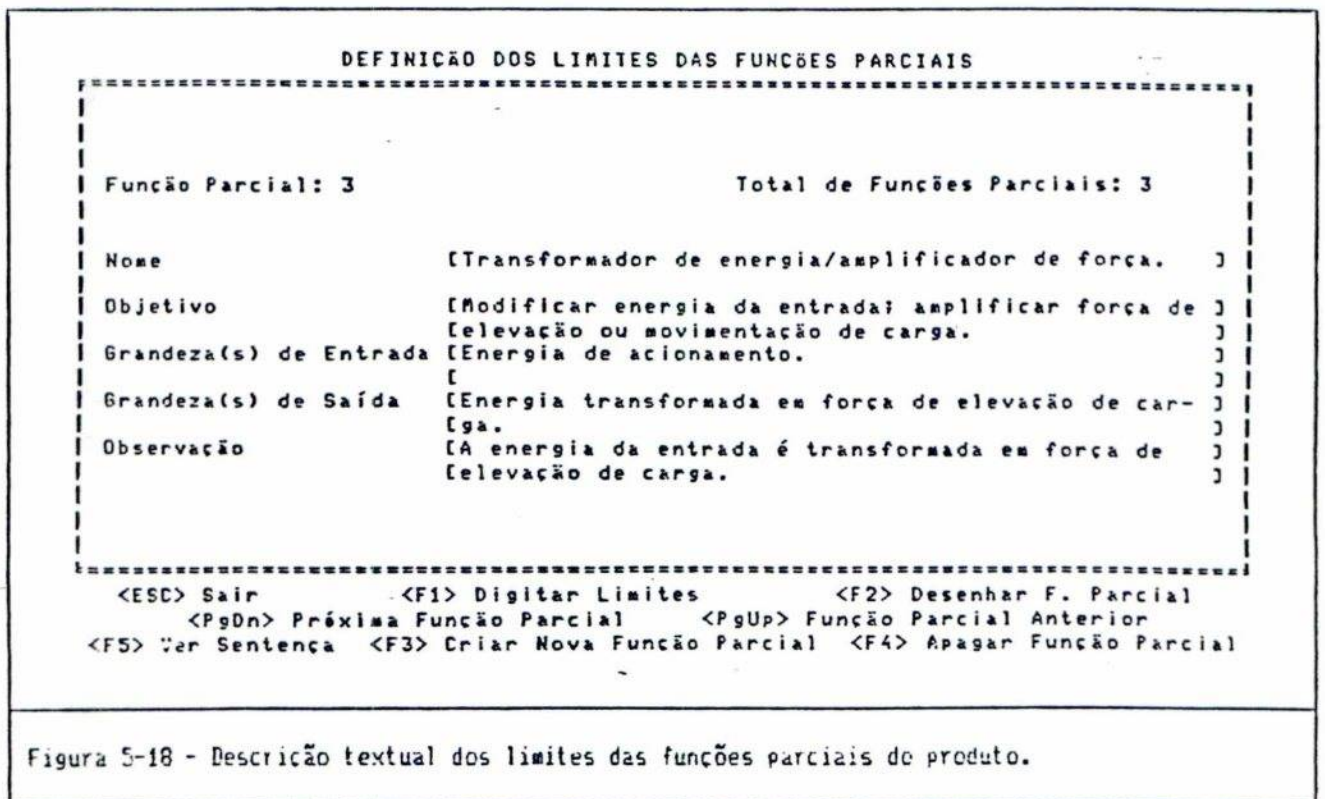 DEFINICÃO DOS LIMITES DAS FUNCÕES PARCIAIS
Função Parcial: 3 Total de Funções Parciais: 3
Nome [Transformador de energia/amplificador de força. ]
Objetivo [Modificar energia da entrada; amplificar força de ]
[elevação ou movimentação de carga. ]
Grandeza(s) de Entrada [Energia de acionamento. ]
[ ]
Grandeza(s) de Saída [Energia transformada em força de elevação de car- ]
[ga. ]
Observação [A energia da entrada é transformada em força de ]
[elevação de carga. ]
<ESC> Sair <F1> Digitar Limites <F2> Desenhar F. Parcial
<PgDn> Próxima Função Parcial <PgUp> Função Parcial Anterior
<F5> Ver Sentença <F3> Criar Nova Função Parcial <F4> Apagar Função Parcial
Figura 5-18 - Descrição textual dos limites das funções parciais do produto.